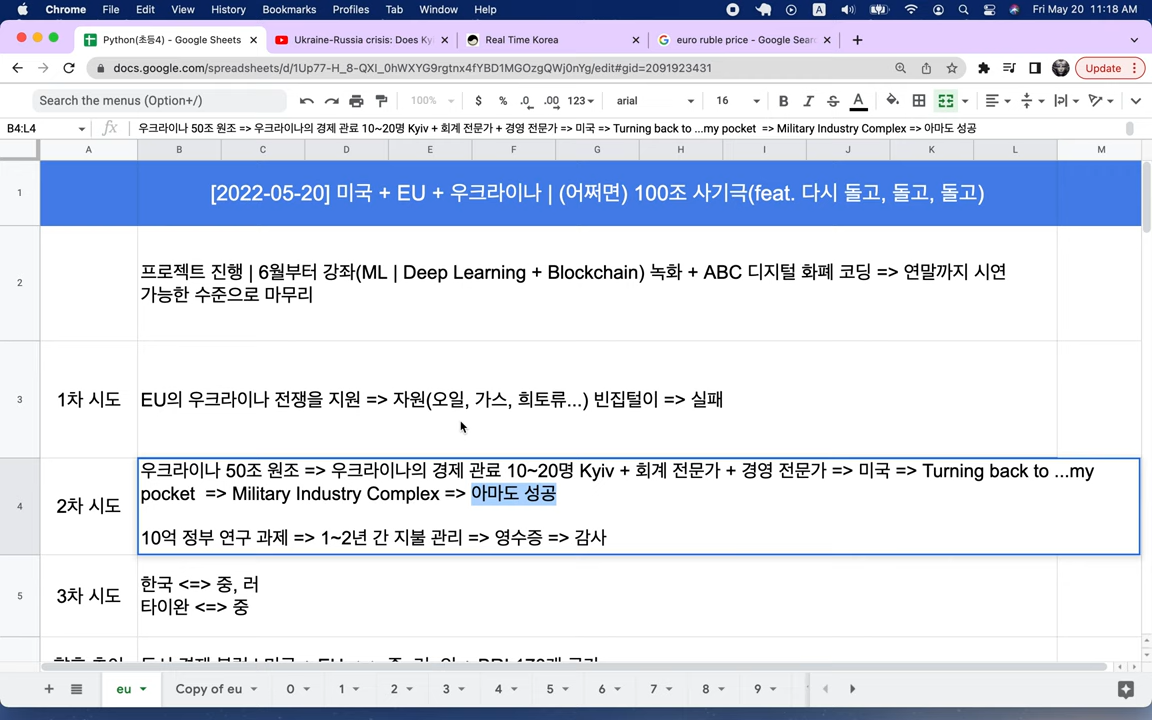 Chrome File Edit View History Bookmarks Profiles Tab Window Help A Fri May 20 11:18 AM
Python(초등4) - Google Sheets Ukraine-Russia crisis: Does Ky Real Time Korea euro ruble price - Google Sear
docs.google.com/spreadsheets/d/1Up77-H_8-QXI_0hWXYG9rgtnx4fYBD1MGOzgQWj0nYg/edit#gid=2091923431 Update
Search the menus (Option+/) 100% $ % .0 .00 123 arial 16 B I S A
B4:L4 fx 우크라이나 50조 원조 => 우크라이나의 경제 관료 10~20명 Kyiv + 회계 전문가 + 경영 전문가 => 미국 => Turning back to ...my pocket => Military Industry Complex => 아마도 성공
A B C D E F G H I J K L M
1 [2022-05-20] 미국 + EU + 우크라이나 | (어쩌면) 100조 사기극(feat. 다시 돌고, 돌고, 돌고)
2 프로젝트 진행 | 6월부터 강좌(ML | Deep Learning + Blockchain) 녹화 + ABC 디지털 화폐 코딩 => 연말까지 시연
가능한 수준으로 마무리
3 1차 시도 EU의 우크라이나 전쟁을 지원 => 자원(오일, 가스, 희토류...) 빈집털이 => 실패
우크라이나 50조 원조 => 우크라이나의 경제 관료 10~20명 Kyiv + 회계 전문가 + 경영 전문가 => 미국 => Turning back to ...my
pocket => Military Industry Complex => 아마도 성공
4 2차 시도
10억 정부 연구 과제 => 1~2년 간 지불 관리 => 영수증 => 감사
한국 <=> 중, 러
5 3차 시도
타이완 <=> 중
eu Copy of eu 0 1 2 3 4 5 6 7 8 9